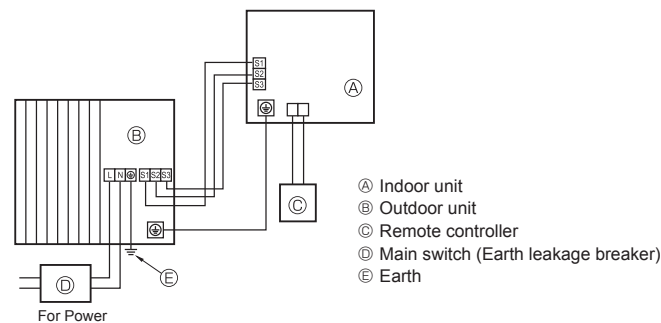 S1
S2
S3
Ⓐ
Ⓑ
L N S1 S2 S3
Ⓒ
Ⓓ
Ⓔ
For Power
Ⓐ Indoor unit
Ⓑ Outdoor unit
Ⓒ Remote controller
Ⓓ Main switch (Earth leakage breaker)
Ⓔ Earth